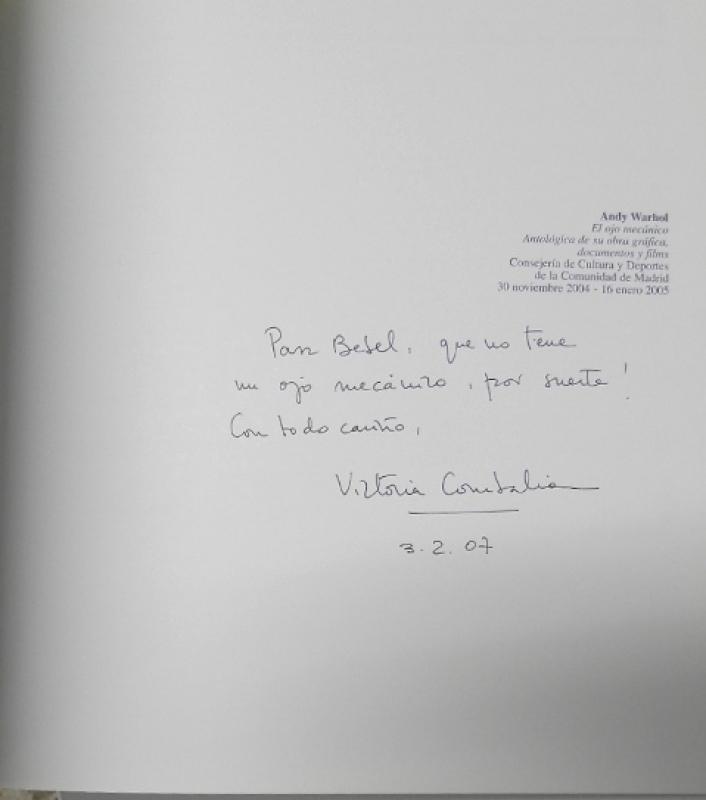 Andy Warhol
El ojo mecánico
Antológica de su obra gráfica,
documentos y films
Consejería de Cultura y Deportes
de la Comunidad de Madrid
30 noviembre 2004 - 16 enero 2005
Para Betel, que no tiene
un ojo mecánico, por suerte!
Con todo cariño,
Victoria Combalia
3.2.07